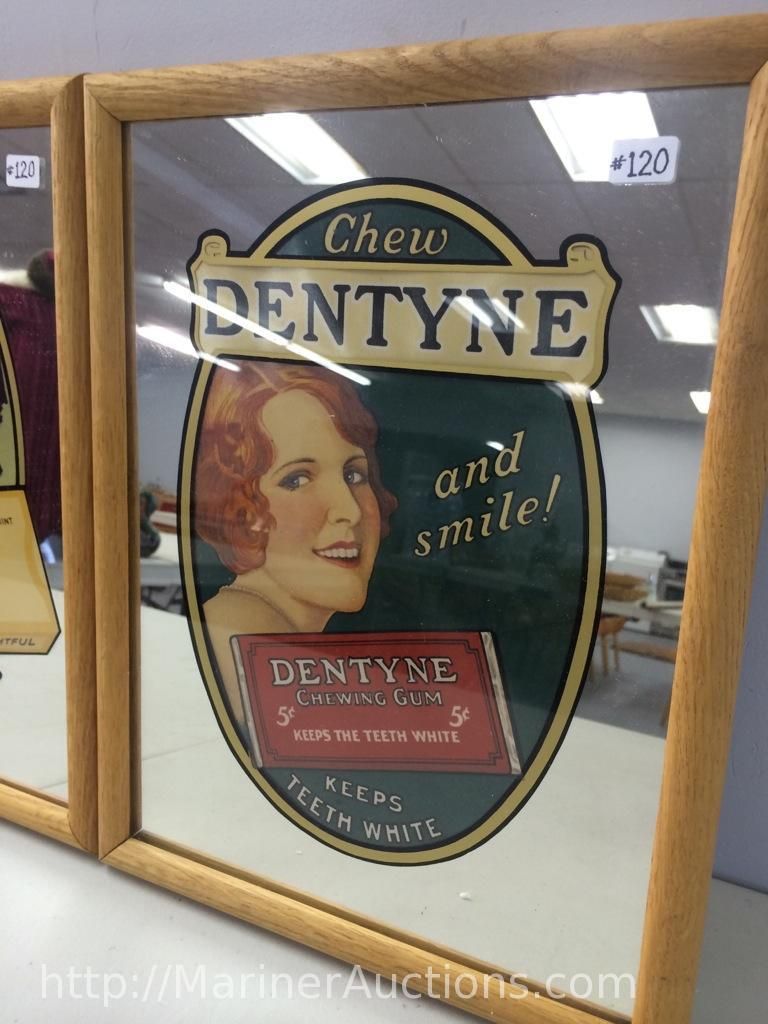 #120
#120
Chew
DENTYNE
and
smile!
DENTYNE
CHEWING GUM
5¢ 5¢
KEEPS THE TEETH WHITE
KEEPS
TEETH WHITE
http://MarinerAuctions.com